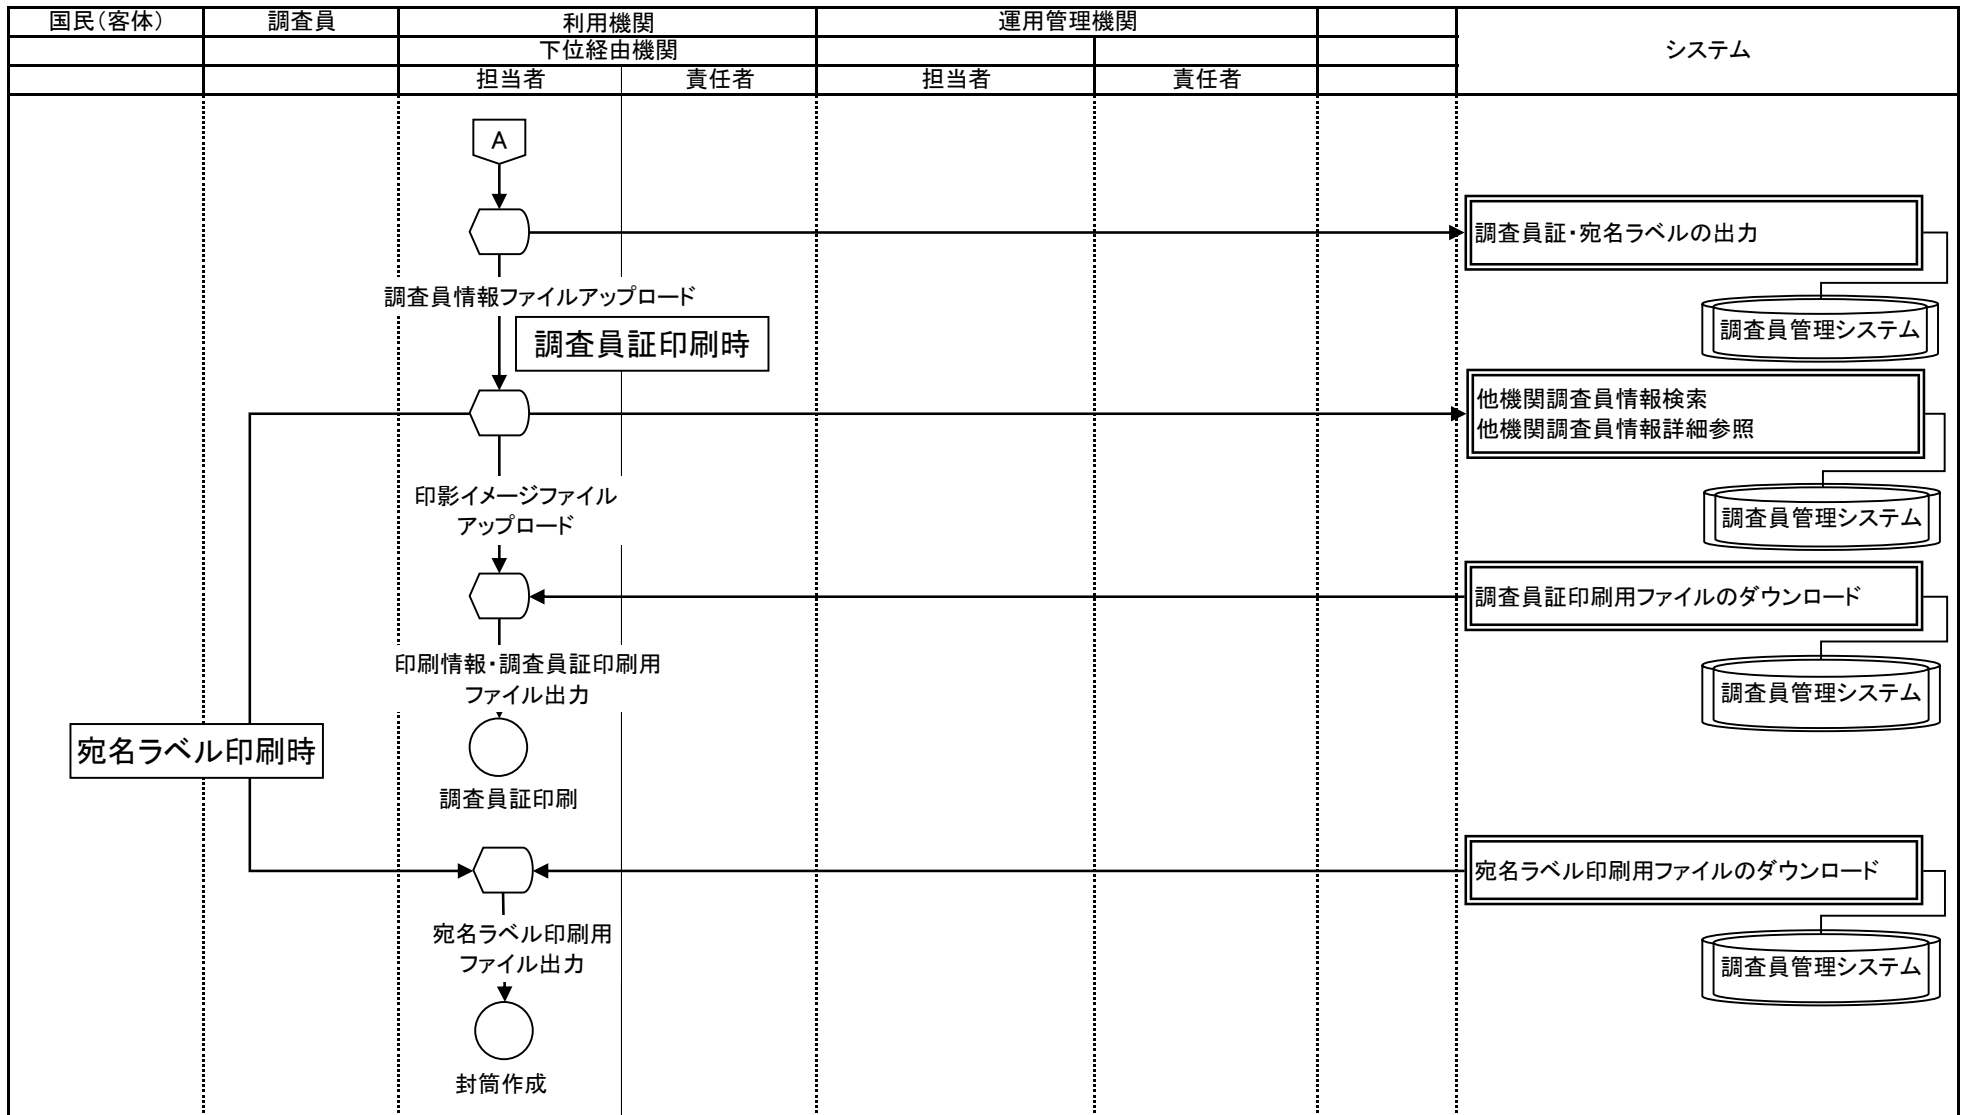 国民(客体)
調査員
利用機関
運用管理機関
システム
下位経由機関
担当者
責任者
担当者
責任者
A
調査員証・宛名ラベルの出力
調査員情報ファイルアップロード
調査員管理システム
調査員証印刷時
他機関調査員情報検索
他機関調査員情報詳細参照
印影イメージファイル
アップロード
調査員管理システム
調査員証印刷用ファイルのダウンロード
印刷情報・調査員証印刷用
ファイル出力
調査員管理システム
宛名ラベル印刷時
調査員証印刷
宛名ラベル印刷用ファイルのダウンロード
宛名ラベル印刷用
ファイル出力
調査員管理システム
封筒作成